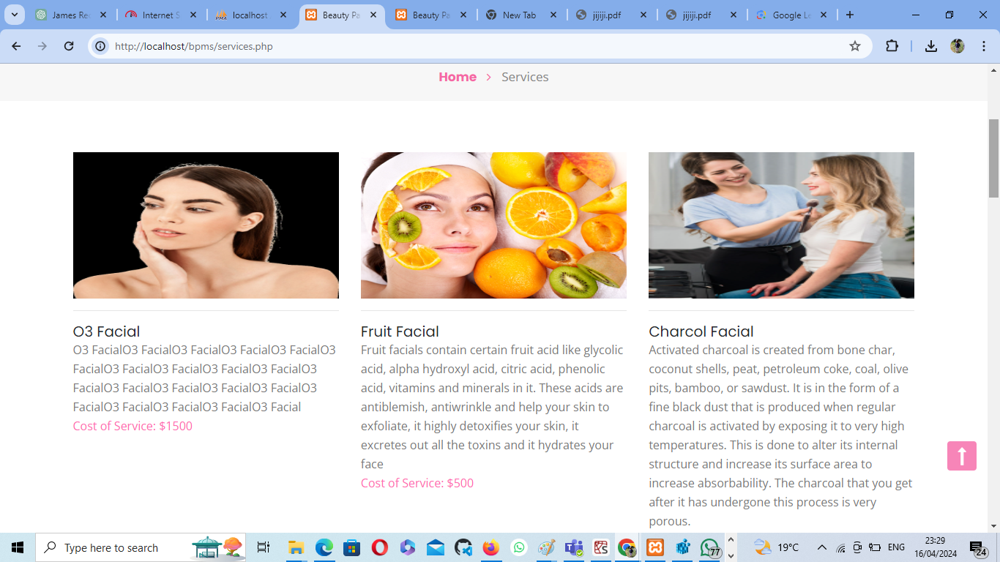 James Rec
Internet S
localhost
Beauty Pa
Beauty Pa
New Tab
jijiji.pdf
jijiji.pdf
Google Le
http://localhost/bpms/services.php
Home > Services
O3 Facial
O3 FacialO3 FacialO3 FacialO3 FacialO3 FacialO3
FacialO3 FacialO3 FacialO3 FacialO3 FacialO3
FacialO3 FacialO3 FacialO3 FacialO3 FacialO3
FacialO3 FacialO3 FacialO3 FacialO3 Facial
Cost of Service: $1500
Fruit Facial
Fruit facials contain certain fruit acid like glycolic
acid, alpha hydroxyl acid, citric acid, phenolic
acid, vitamins and minerals in it. These acids are
antiblemish, antiwrinkle and help your skin to
exfoliate, it highly detoxifies your skin, it
excretes out all the toxins and it hydrates your
face
Cost of Service: $500
Charcol Facial
Activated charcoal is created from bone char,
coconut shells, peat, petroleum coke, coal, olive
pits, bamboo, or sawdust. It is in the form of a
fine black dust that is produced when regular
charcoal is activated by exposing it to very high
temperatures. This is done to alter its internal
structure and increase its surface area to
increase absorbability. The charcoal that you get
after it has undergone this process is very
porous.
Type here to search
77
19°C
ENG
23:29
16/04/2024
24